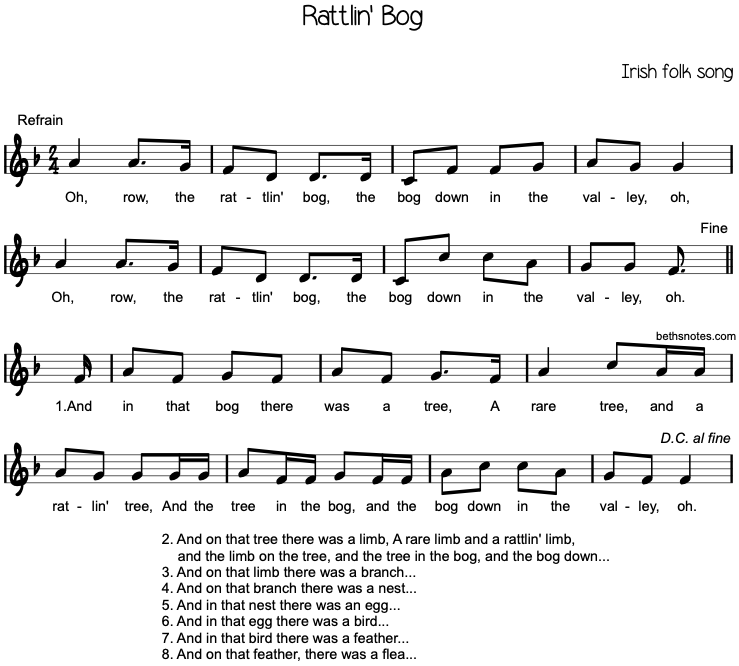 Rattlin' Bog
Irish folk song
Refrain
2/4
Oh, row, the rat - tlin' bog, the bog down in the val - ley, oh,
Fine
Oh, row, the rat - tlin' bog, the bog down in the val - ley, oh.
bethsnotes.com
1.And in that bog there was a tree, A rare tree, and a
D.C. al fine
rat - lin' tree, And the tree in the bog, and the bog down in the val - ley, oh.
2. And on that tree there was a limb, A rare limb and a rattlin' limb,
and the limb on the tree, and the tree in the bog, and the bog down...
3. And on that limb there was a branch...
4. And on that branch there was a nest...
5. And in that nest there was an egg...
6. And in that egg there was a bird...
7. And in that bird there was a feather...
8. And on that feather, there was a flea...